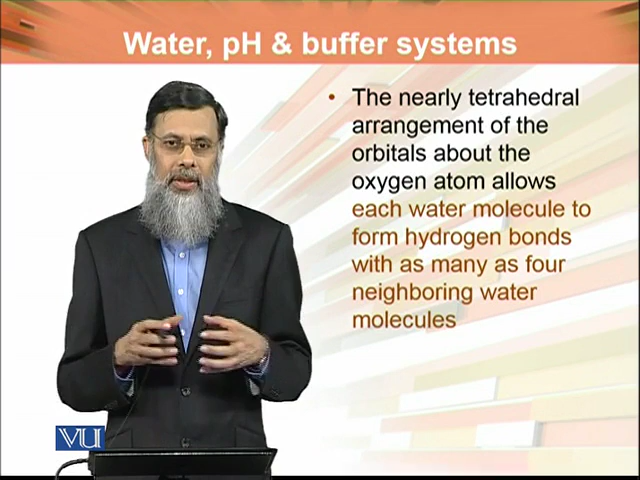 Water, pH & buffer systems
• The nearly tetrahedral
arrangement of the
orbitals about the
oxygen atom allows
each water molecule to
form hydrogen bonds
with as many as four
neighboring water
molecules
VU